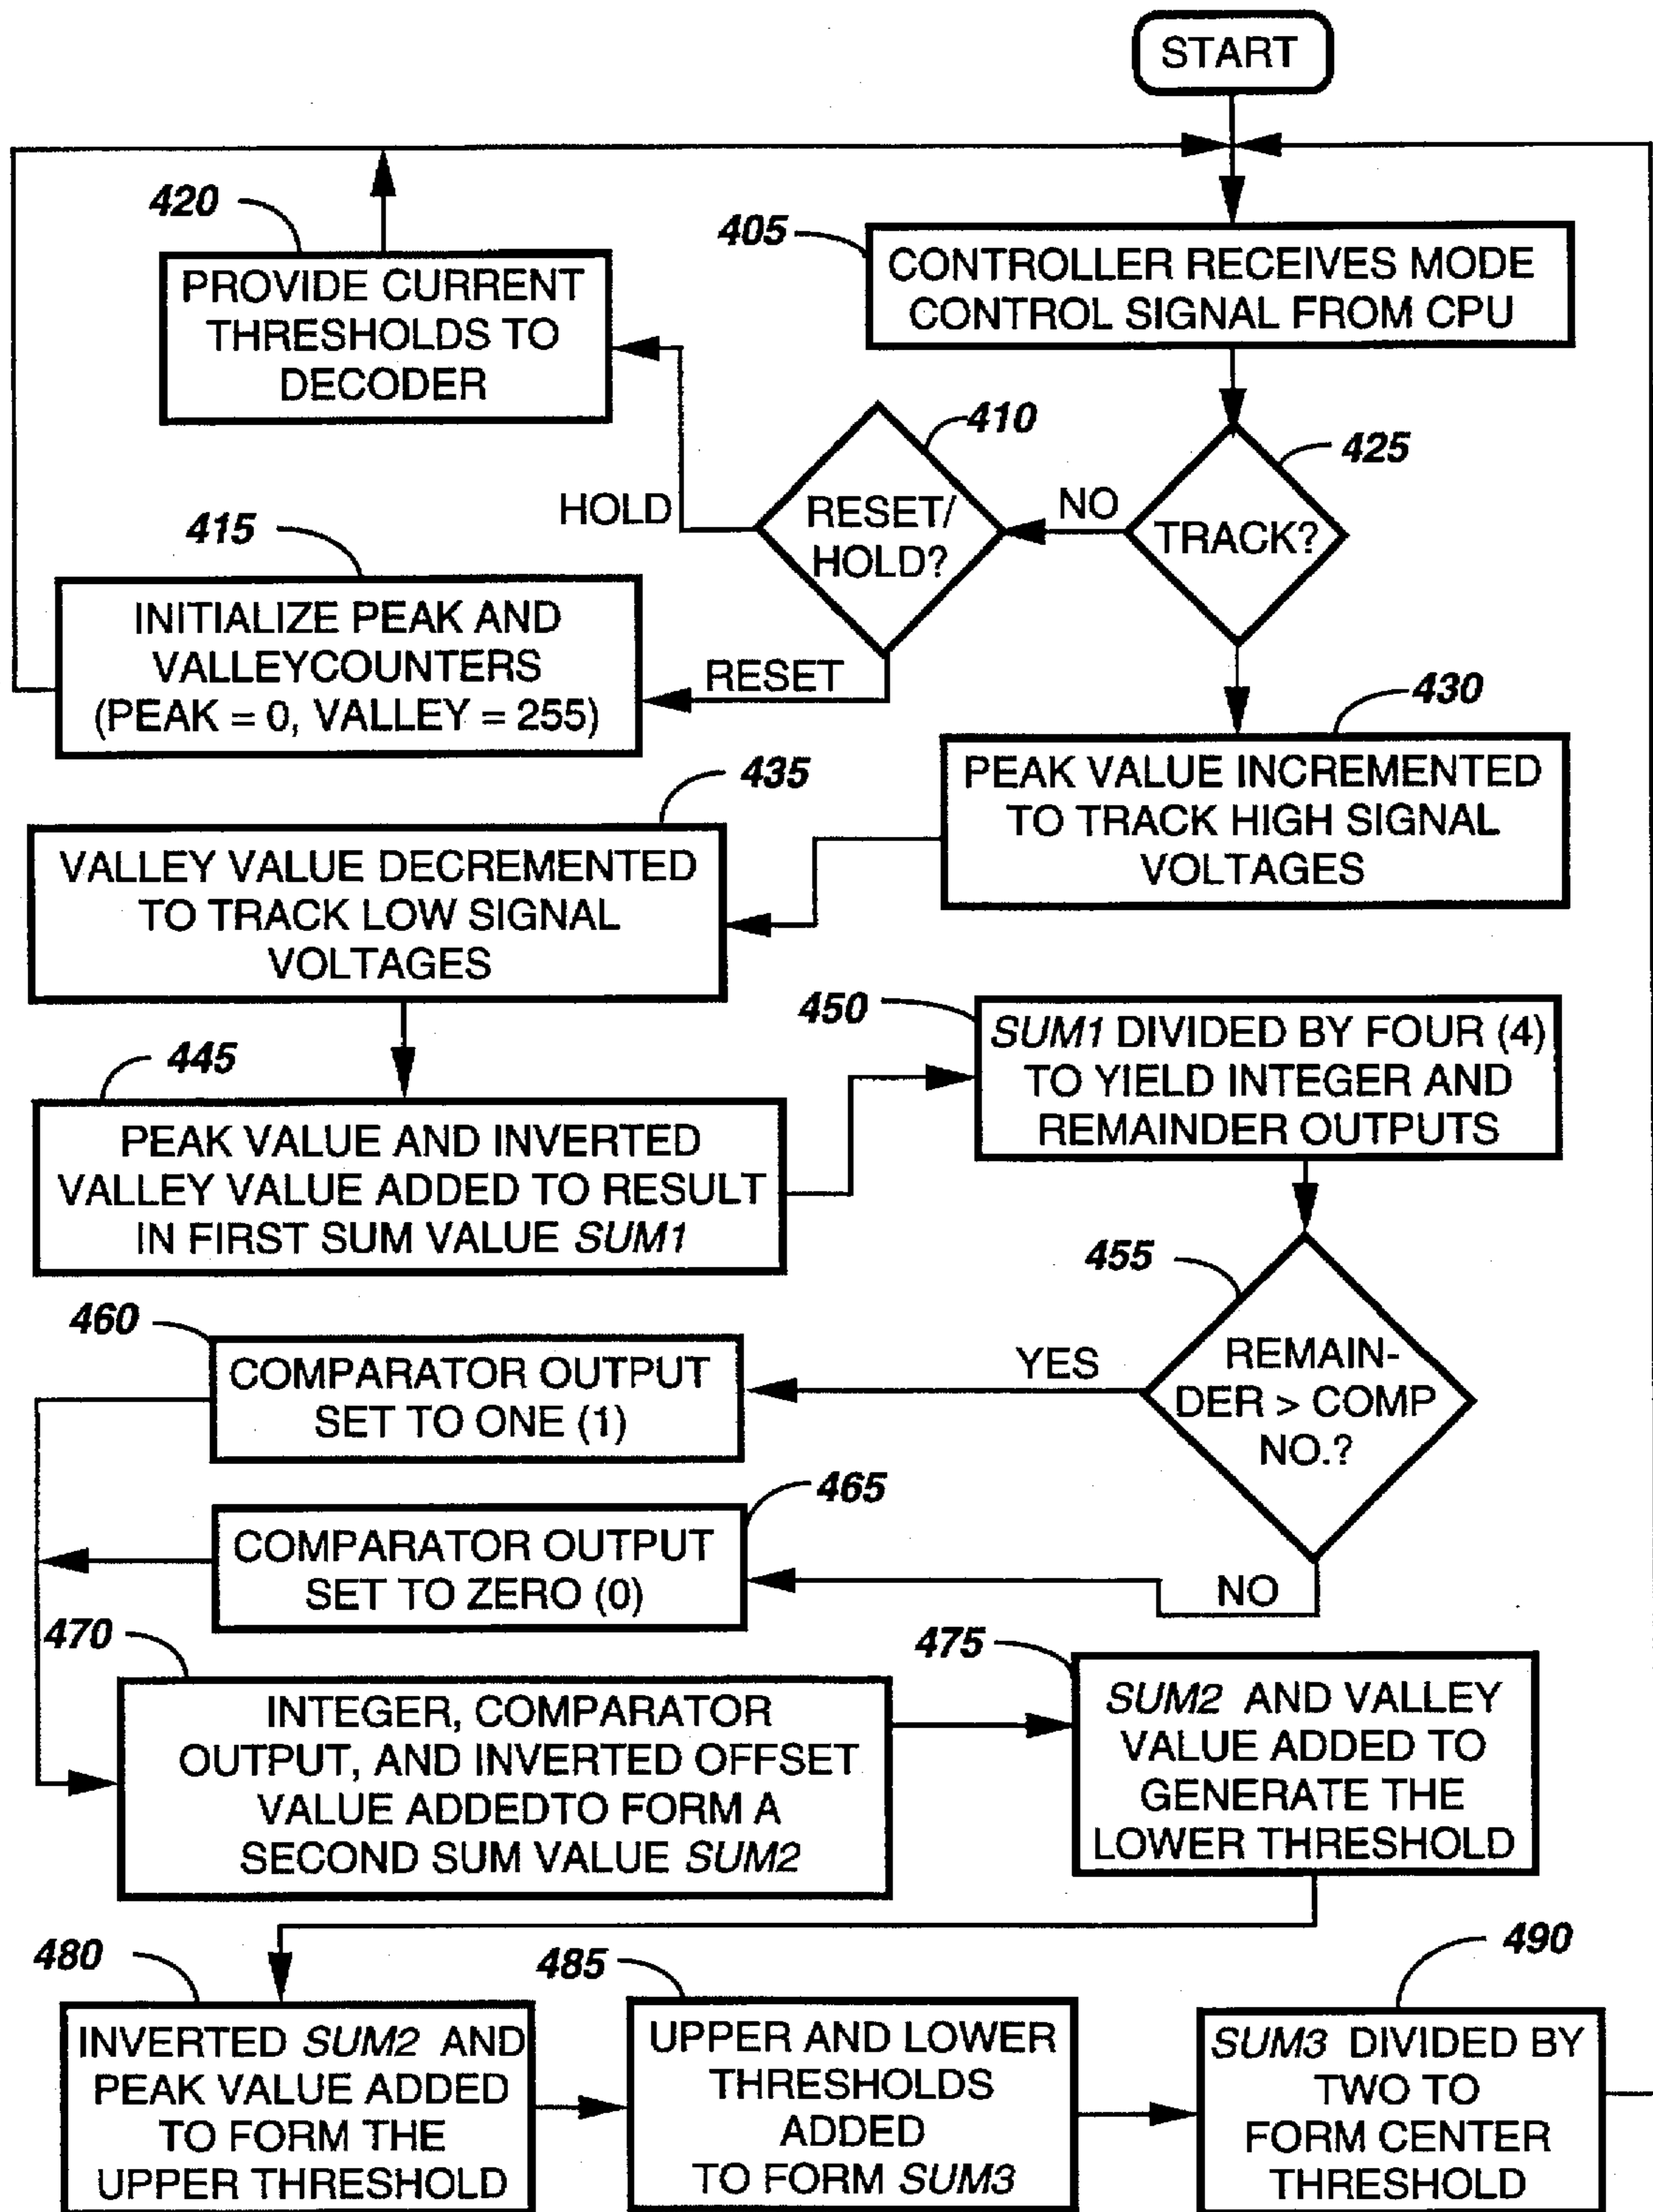 START
420
405
PROVIDE CURRENT
THRESHOLDS TO
DECODER
CONTROLLER RECEIVES MODE
CONTROL SIGNAL FROM CPU
410
425
HOLD
RESET/
HOLD?
NO
TRACK?
415
INITIALIZE PEAK AND
VALLEYCOUNTERS
(PEAK = 0, VALLEY = 255)
RESET
430
PEAK VALUE INCREMENTED
TO TRACK HIGH SIGNAL
VOLTAGES
435
VALLEY VALUE DECREMENTED
TO TRACK LOW SIGNAL
VOLTAGES
445
PEAK VALUE AND INVERTED
VALLEY VALUE ADDED TO RESULT
IN FIRST SUM VALUE SUM1
450
SUM1 DIVIDED BY FOUR (4)
TO YIELD INTEGER AND
REMAINDER OUTPUTS
455
REMAIN-
DER > COMP
NO.?
YES
460
COMPARATOR OUTPUT
SET TO ONE (1)
465
COMPARATOR OUTPUT
SET TO ZERO (0)
NO
470
INTEGER, COMPARATOR
OUTPUT, AND INVERTED OFFSET
VALUE ADDEDTO FORM A
SECOND SUM VALUE SUM2
475
SUM2 AND VALLEY
VALUE ADDED TO
GENERATE THE
LOWER THRESHOLD
480
INVERTED SUM2 AND
PEAK VALUE ADDED
TO FORM THE
UPPER THRESHOLD
485
UPPER AND LOWER
THRESHOLDS
ADDED
TO FORM SUM3
490
SUM3 DIVIDED BY
TWO TO
FORM CENTER
THRESHOLD